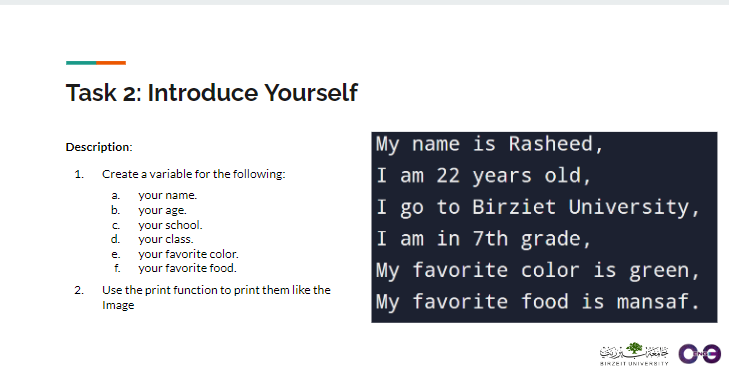 Task 2: Introduce Yourself
Description:
1. Create a variable for the following:
a. your name.
b. your age.
c. your school.
d. your class.
e. your favorite color.
f. your favorite food.
2. Use the print function to print them like the
Image
My name is Rasheed,
I am 22 years old,
I go to Birziet University,
I am in 7th grade,
My favorite color is green,
My favorite food is mansaf.
جامعة بيرزيت
BIRZEIT UNIVERSITY